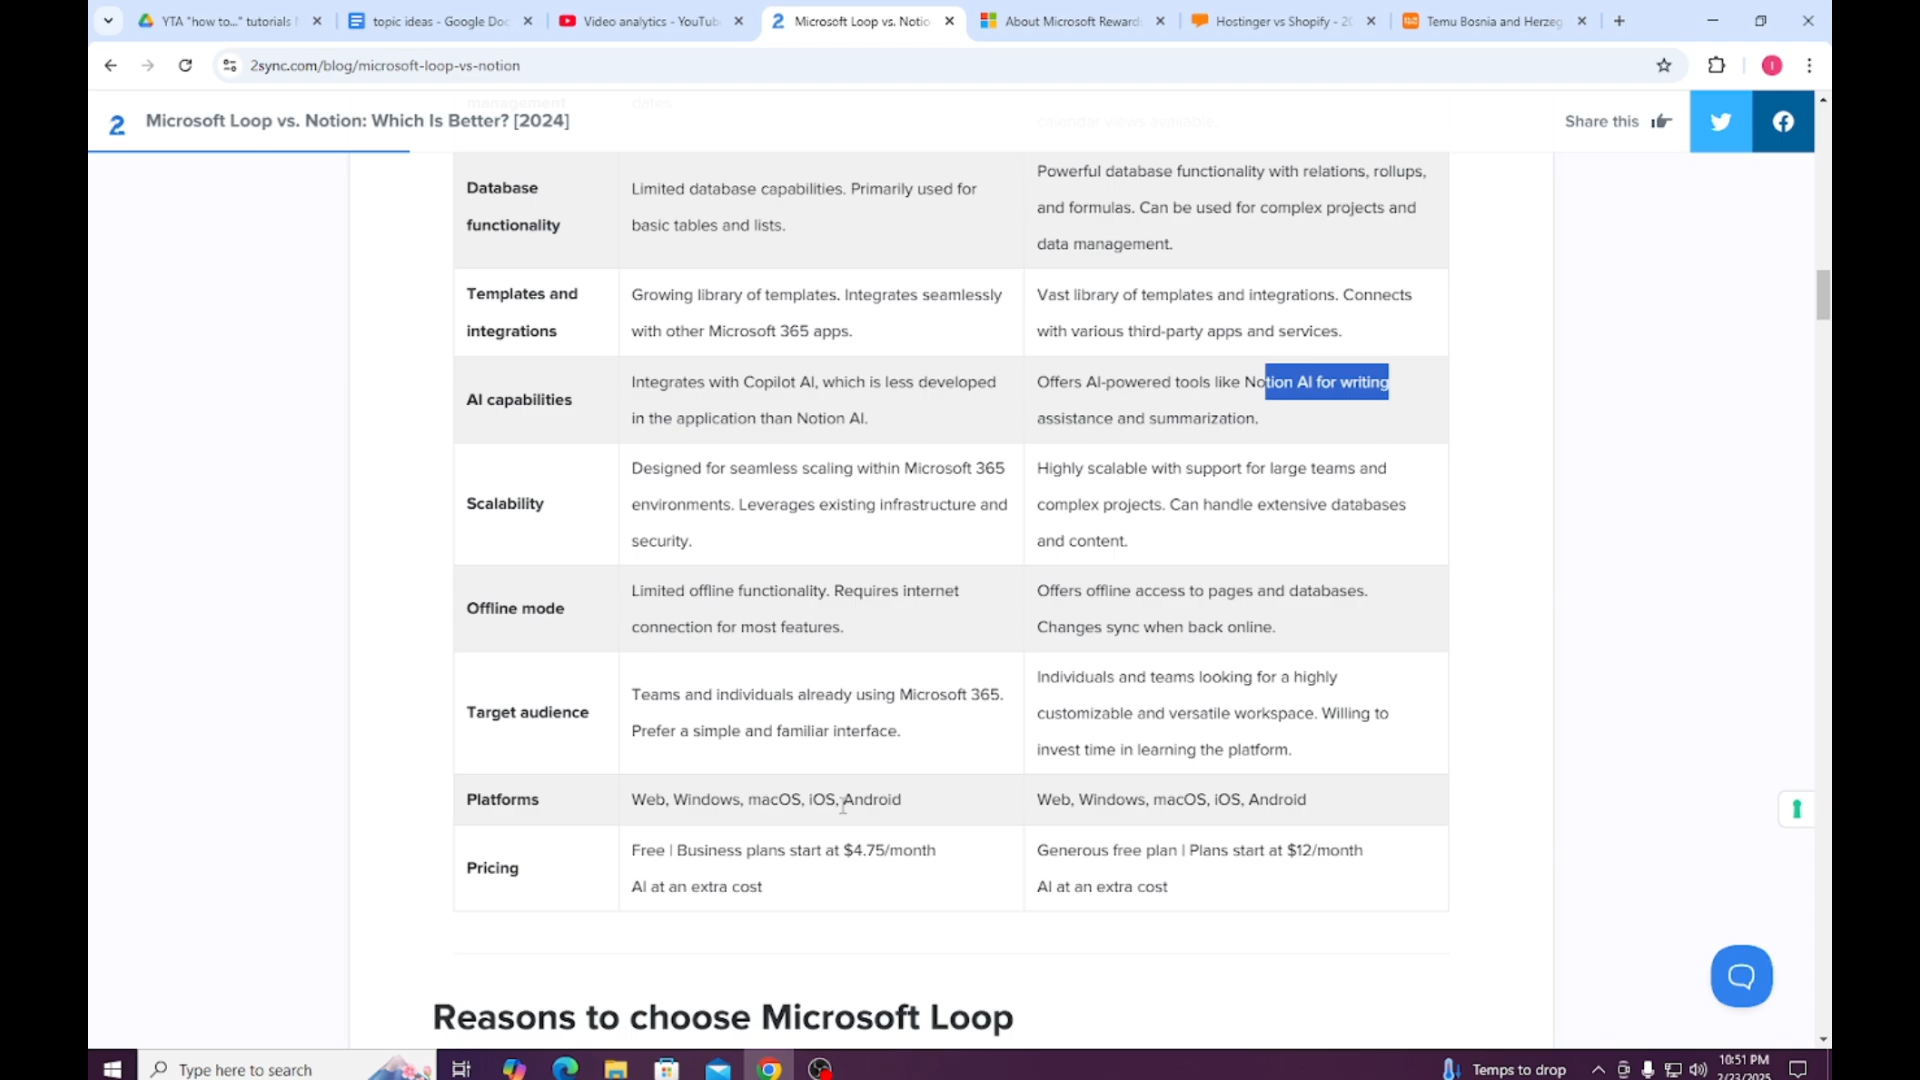 YTA "how to..." tutorials
topic ideas - Google Doc
Video analytics - YouTub
Microsoft Loop vs. Notio
About Microsoft Reward
Hostinger vs Shopify - 20
Temu Bosnia and Herzeg
2sync.com/blog/microsoft-loop-vs-notion
management
dates
calendar views available.
2 Microsoft Loop vs. Notion: Which Is Better? [2024]
Share this
Database
functionality
Limited database capabilities. Primarily used for
basic tables and lists.
Powerful database functionality with relations, rollups,
and formulas. Can be used for complex projects and
data management.
Templates and
integrations
Growing library of templates. Integrates seamlessly
with other Microsoft 365 apps.
Vast library of templates and integrations. Connects
with various third-party apps and services.
AI capabilities
Integrates with Copilot AI, which is less developed
in the application than Notion AI.
Offers AI-powered tools like Notion AI for writing
assistance and summarization.
Scalability
Designed for seamless scaling within Microsoft 365
environments. Leverages existing infrastructure and
security.
Highly scalable with support for large teams and
complex projects. Can handle extensive databases
and content.
Offline mode
Limited offline functionality. Requires internet
connection for most features.
Offers offline access to pages and databases.
Changes sync when back online.
Target audience
Teams and individuals already using Microsoft 365.
Prefer a simple and familiar interface.
Individuals and teams looking for a highly
customizable and versatile workspace. Willing to
invest time in learning the platform.
Platforms
Web, Windows, macOS, iOS, Android
Web, Windows, macOS, iOS, Android
Pricing
Free | Business plans start at $4.75/month
AI at an extra cost
Generous free plan | Plans start at $12/month
AI at an extra cost
Reasons to choose Microsoft Loop
Type here to search
Temps to drop
10:51 PM
2/23/2025